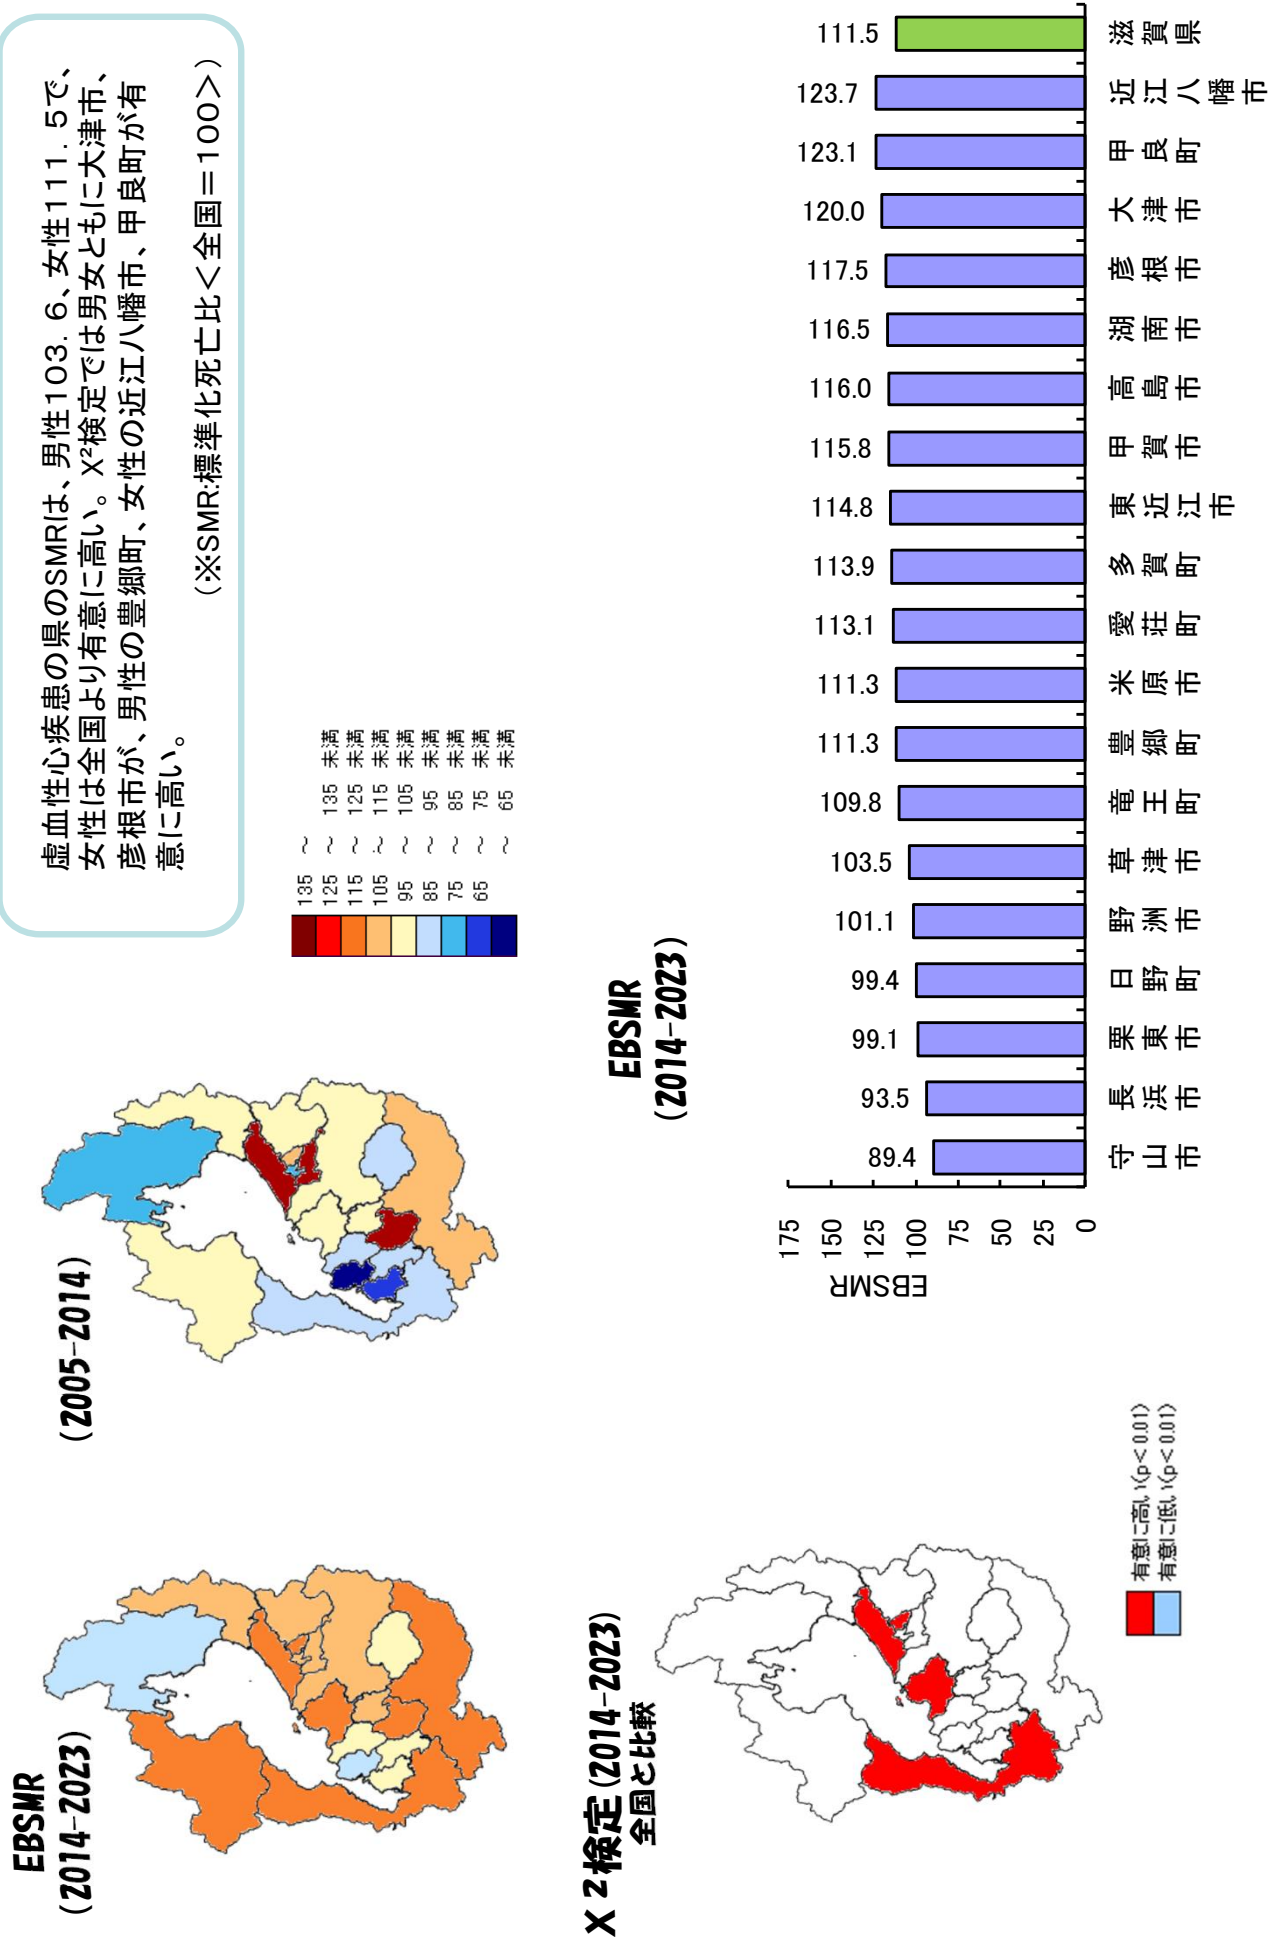 EBSMR
(2014-2023)
(2005-2014)
虚血性心疾患の県のSMRは、男性103．6、女性111．5で、
女性は全国より有意に高い。X²検定では男女ともに大津市、
彦根市が、男性の豊郷町、女性の近江八幡市、甲良町が有
意に高い。
（※SMR:標準化死亡比＜全国＝100＞）
135 ～
125 ～ 135 未満
115 ～ 125 未満
105 ～ 115 未満
95 ～ 105 未満
85 ～ 95 未満
75 ～ 85 未満
65 ～ 75 未満
～ 65 未満
X²検定(2014-2023)
全国と比較
有意に高い(p<0.01)
有意に低い(p<0.01)
EBSMR
(2014-2023)
EBSMR
175
150
125
100
75
50
25
0
89.4
93.5
99.1
99.4
101.1
103.5
109.8
111.3
111.3
113.1
113.9
114.8
115.8
116.0
116.5
117.5
120.0
123.1
123.7
111.5
守山市
長浜市
栗東市
日野町
野洲市
草津市
竜王町
豊郷町
米原市
愛荘町
多賀町
東近江市
甲賀市
高島市
湖南市
彦根市
大津市
甲良町
近江八幡市
滋賀県